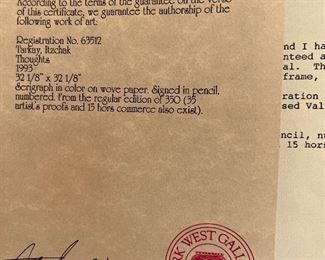 According to the terms of the guarantee on the verso
of this certificate, we guarantee the authorship of the
following work of art:
Registration No. 63512
Tarkay, Itzchak
Thoughts
1993
32 1/8" x 32 1/8"
Serigraph in color on wove paper. Signed in pencil,
numbered. From the regular edition of 350 (35
artist's proofs and 15 hors commerce also exist).
nd I ha
nteed a
al. Th
frame,
ration
sed Val
ncil, nu
15 hors
RK WEST GALL